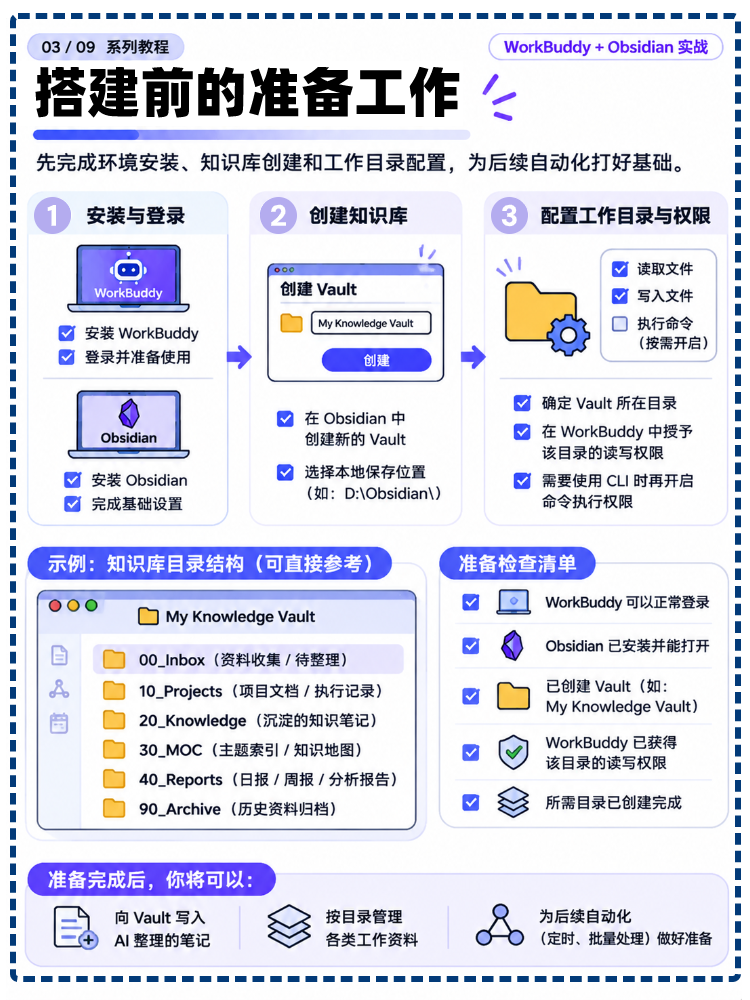 03 / 09 系列教程
WorkBuddy + Obsidian 实战
搭建前的准备工作
先完成环境安装、知识库创建和工作目录配置，为后续自动化打好基础。
1 安装与登录
WorkBuddy
安装 WorkBuddy
登录并准备使用
Obsidian
安装 Obsidian
完成基础设置
2 创建知识库
创建 Vault
My Knowledge Vault
创建
在 Obsidian 中
创建新的 Vault
选择本地保存位置
（如：D:\Obsidian\）
3 配置工作目录与权限
读取文件
写入文件
执行命令
（按需开启）
确定 Vault 所在目录
在 WorkBuddy 中授予
该目录的读写权限
需要使用 CLI 时再开启
命令执行权限
示例：知识库目录结构（可直接参考）
My Knowledge Vault
00_Inbox（资料收集 / 待整理）
10_Projects（项目文档 / 执行记录）
20_Knowledge（沉淀的知识笔记）
30_MOC（主题索引 / 知识地图）
40_Reports（日报 / 周报 / 分析报告）
90_Archive（历史资料归档）
准备检查清单
WorkBuddy 可以正常登录
Obsidian 已安装并能打开
已创建 Vault（如：
My Knowledge Vault）
WorkBuddy 已获得
该目录的读写权限
所需目录已创建完成
准备完成后，你将可以：
向 Vault 写入
AI 整理的笔记
按目录管理
各类工作资料
为后续自动化
（定时、批量处理）做好准备